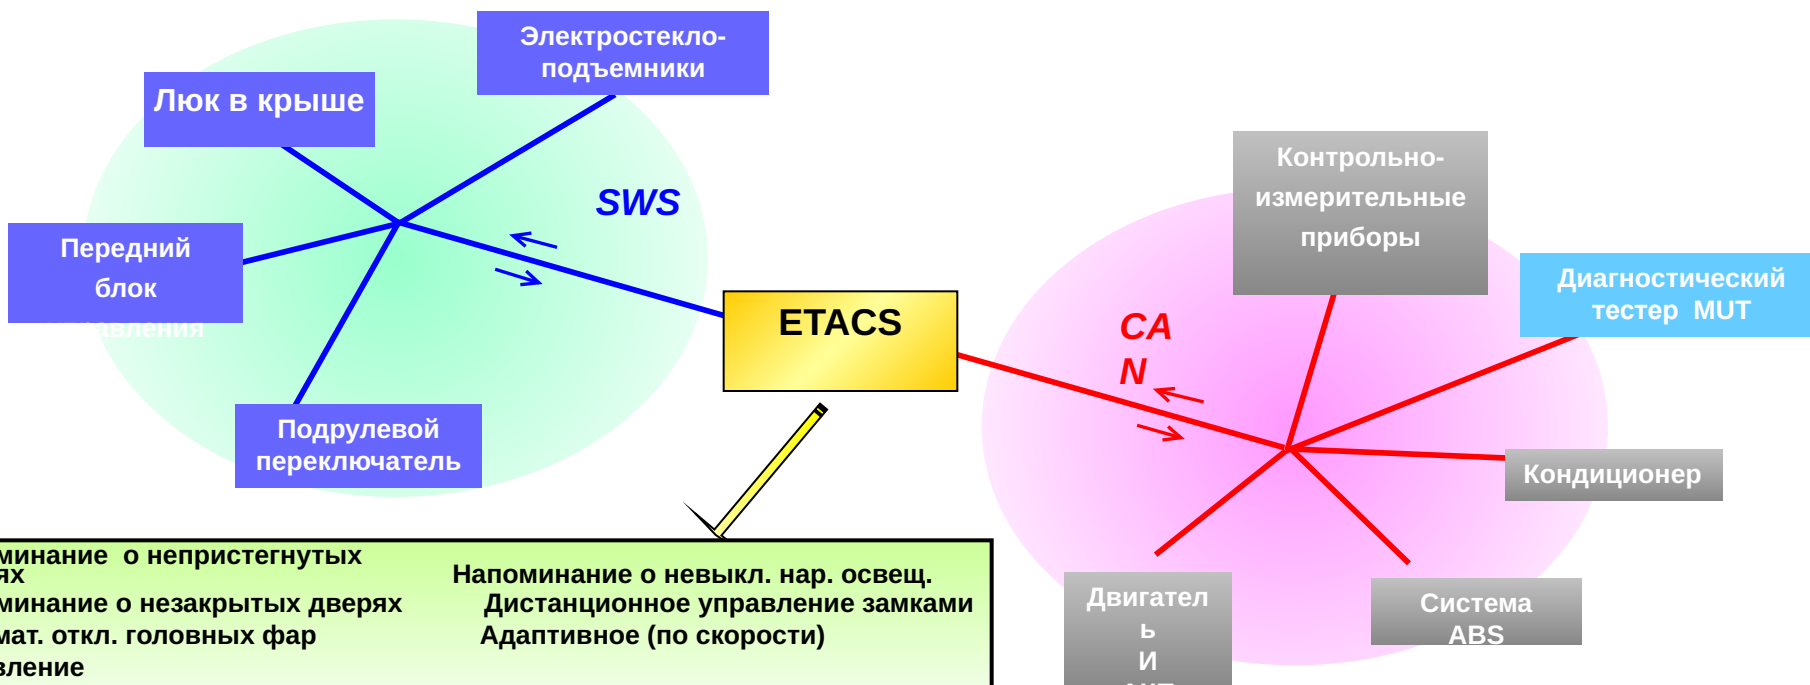 Электростекло-
подъемники
Люк в крыше
SWS
Передний
блок
Подрулевой
переключатель
ETACS
Контрольно-
измерительные
приборы
Диагностический
тестер MUT
CA
N
Кондиционер
Двигател
ь
И
Система
ABS
минание о непристегнутых
ях
Напоминание о невыкл. нар. освещ.
минание о незакрытых дверях
Дистанционное управление замками
мат. откл. головных фар
Адаптивное (по скорости)
вление